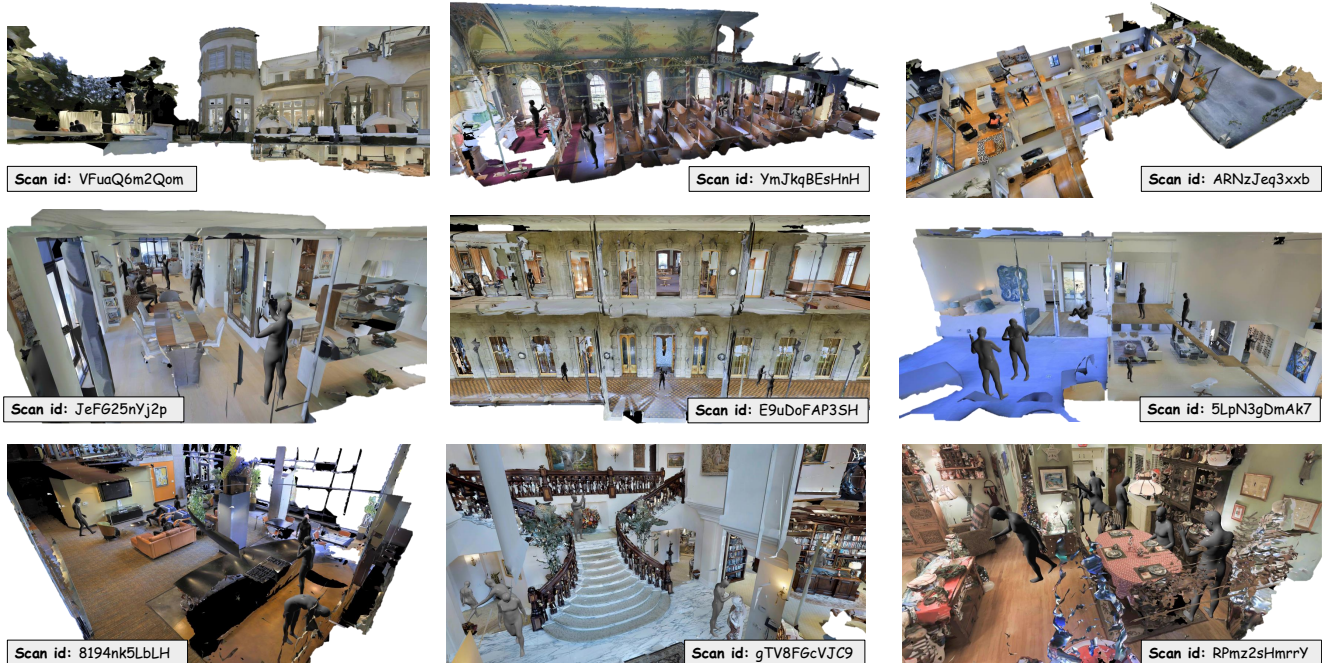 Scan id: VFuaQ6m2Qom
Scan id: YmJkqBEsHnH
Scan id: ARNzJeq3xxb
Scan id: JeFG25nYj2p
Scan id: E9uDoFAP3SH
Scan id: 5LpN3gDmAk7
Scan id: 8194nk5LbLH
Scan id: gTV8FGcVJC9
Scan id: RPmz2sHmrrY